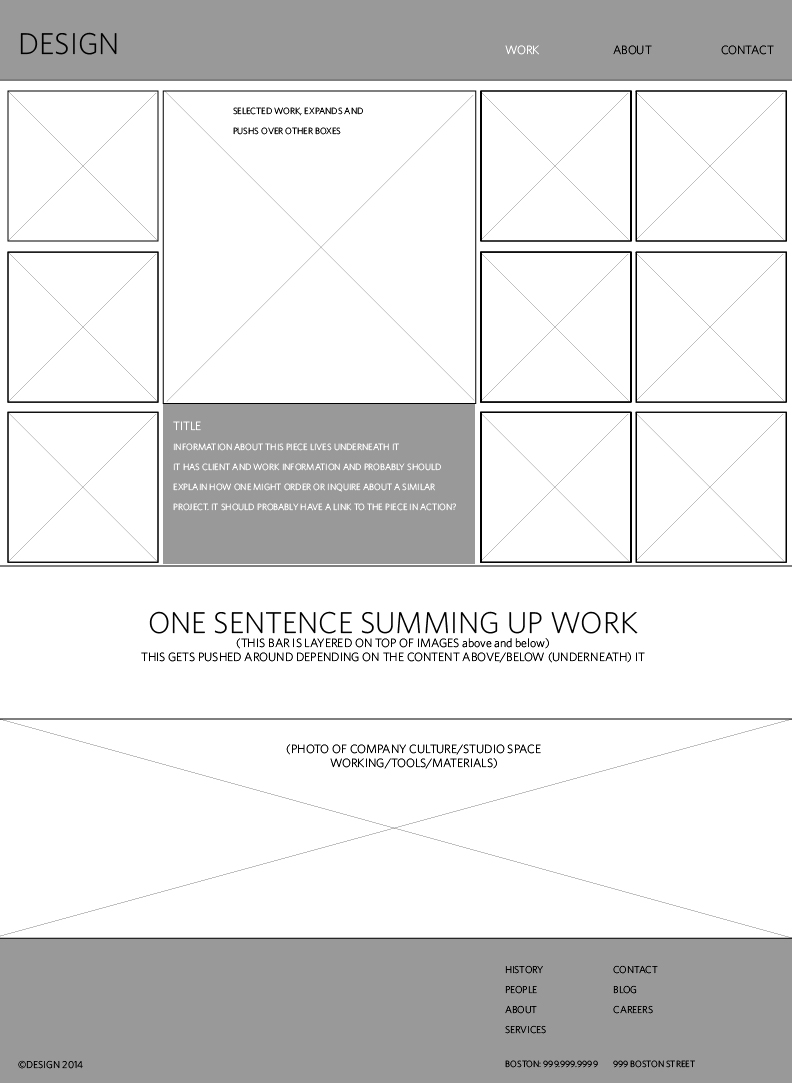 DESIGN
WORK
ABOUT
CONTACT
SELECTED WORK, EXPANDS AND
PUSHS OVER OTHER BOXES
TITLE
INFORMATION ABOUT THIS PIECE LIVES UNDERNEATH IT
IT HAS CLIENT AND WORK INFORMATION AND PROBABLY SHOULD
EXPLAIN HOW ONE MIGHT ORDER OR INQUIRE ABOUT A SIMILAR
PROJECT. IT SHOULD PROBABLY HAVE A LINK TO THE PIECE IN ACTION?
ONE SENTENCE SUMMING UP WORK
(THIS BAR IS LAYERED ON TOP OF IMAGES above and below)
THIS GETS PUSHED AROUND DEPENDING ON THE CONTENT ABOVE/BELOW (UNDERNEATH) IT
(PHOTO OF COMPANY CULTURE/STUDIO SPACE
WORKING/TOOLS/MATERIALS)
HISTORY
PEOPLE
ABOUT
SERVICES
CONTACT
BLOG
CAREERS
©DESIGN 2014
BOSTON: 999.999.9999
999 BOSTON STREET